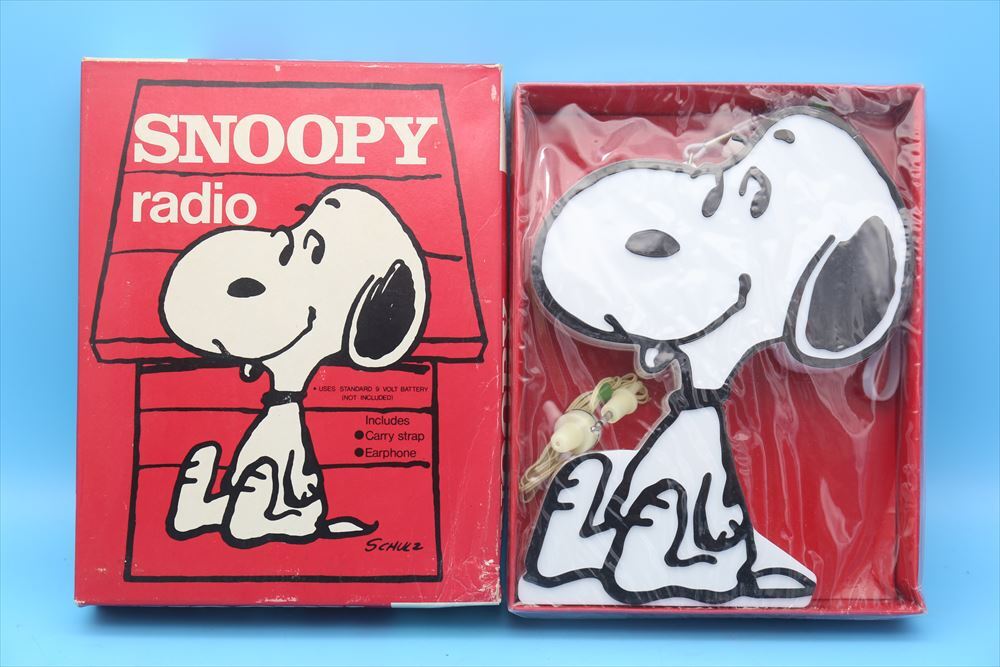 SNOOPY
radio
• USES STANDARD 9 VOLT BATTERY
(NOT INCLUDED)
Includes
●Carry strap
●Earphone
SCHULZ